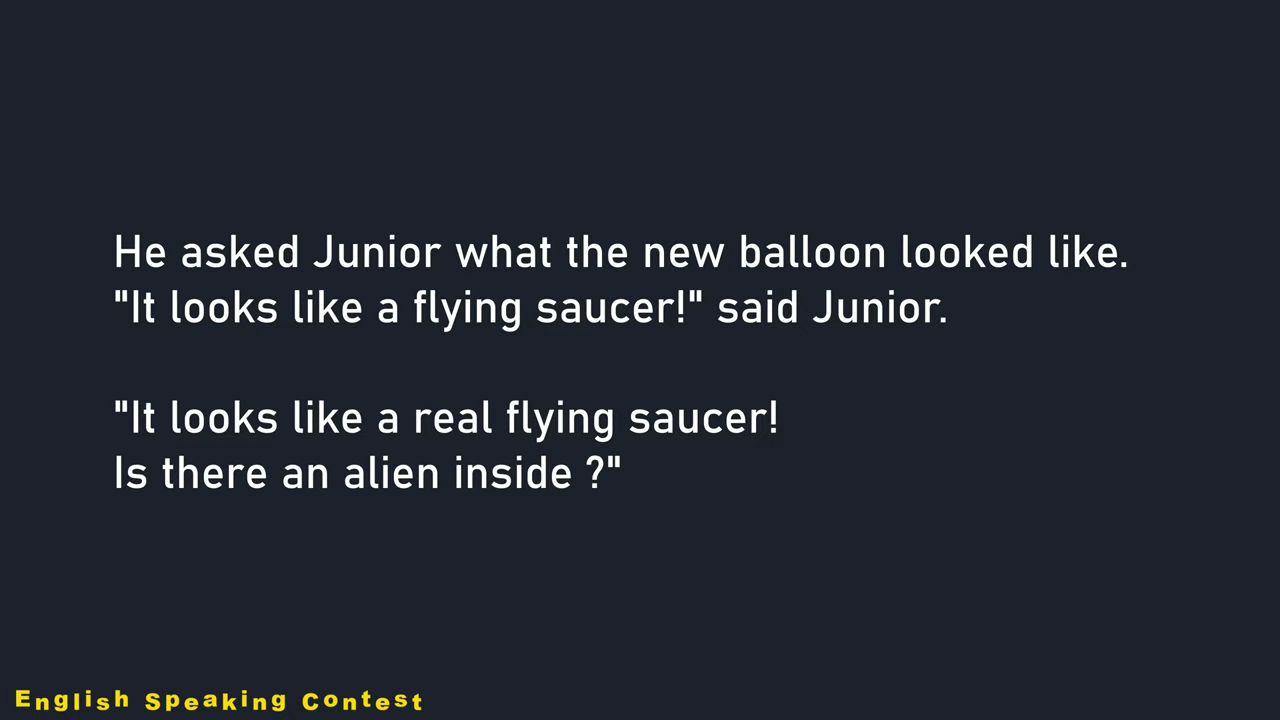 He asked Junior what the new balloon looked like.
"It looks like a flying saucer!" said Junior.
"It looks like a real flying saucer!
Is there an alien inside ?"
English Speaking Contest